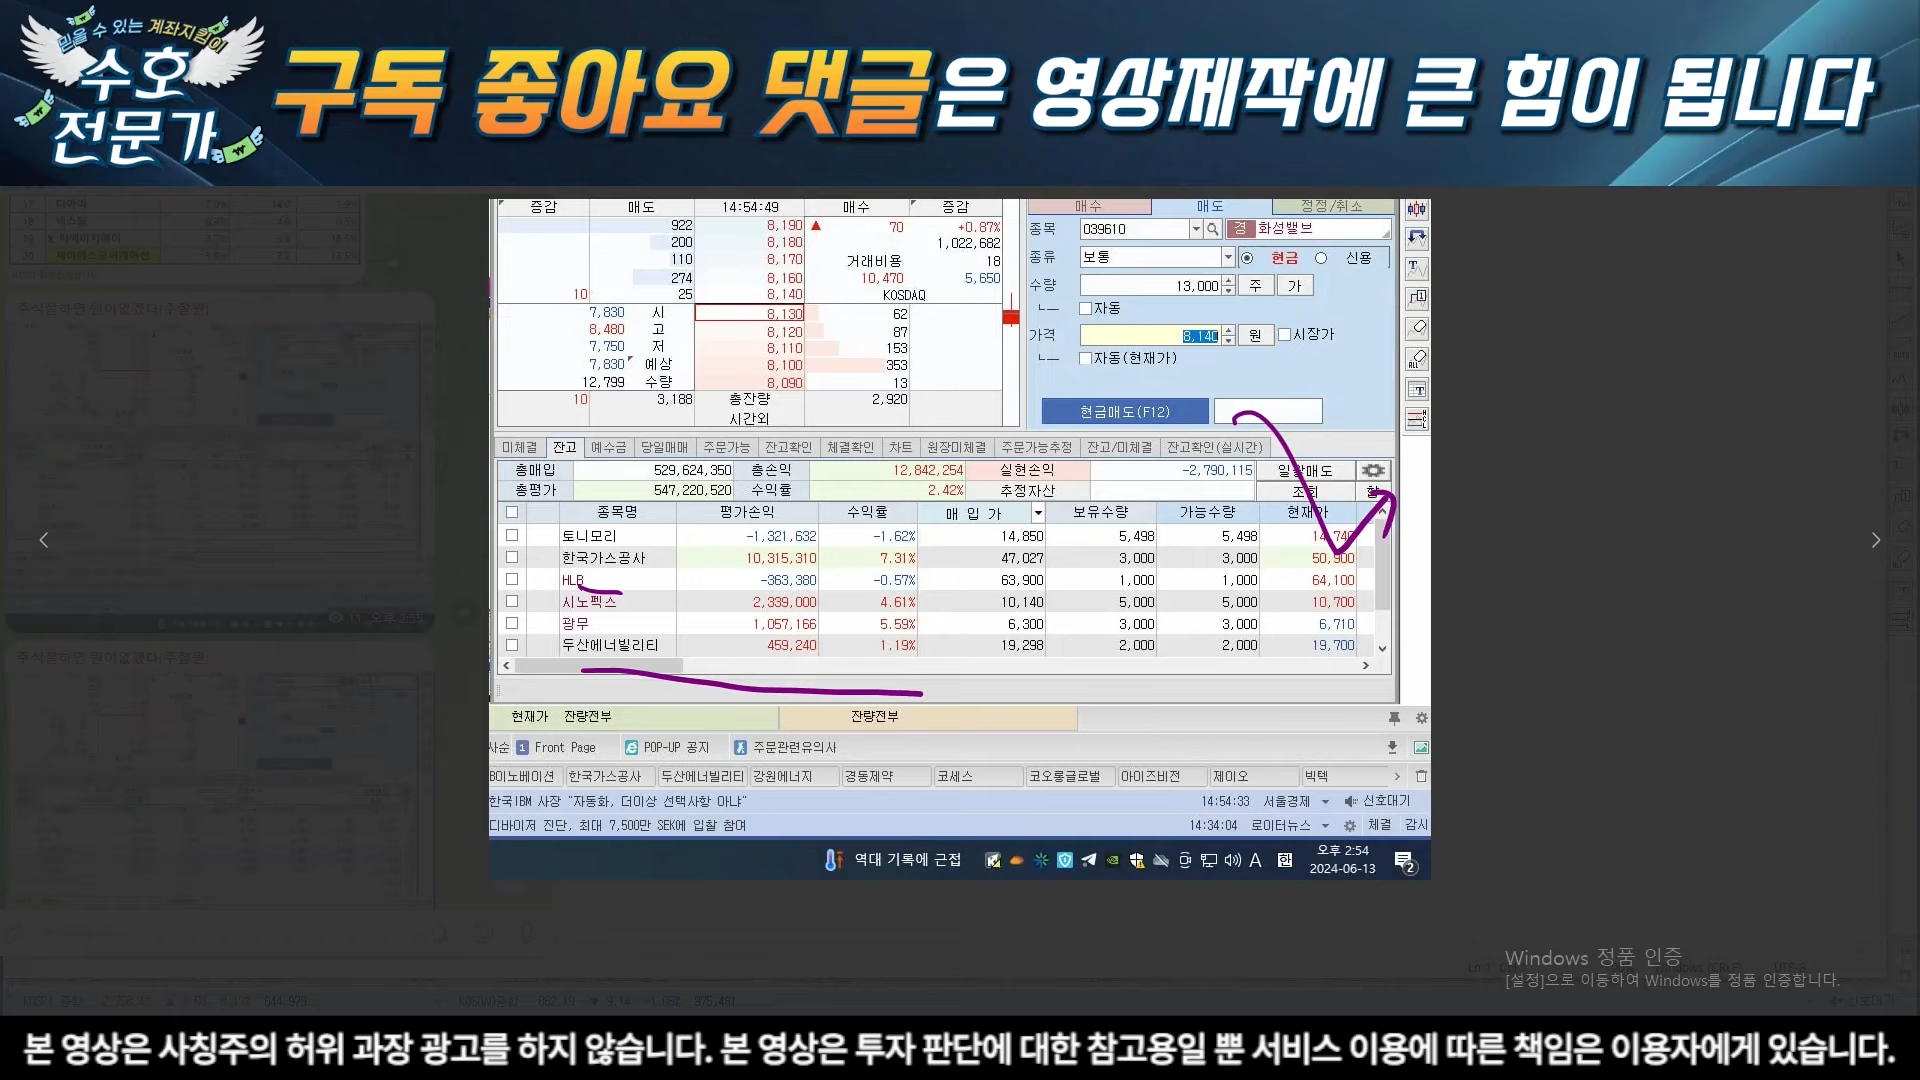 믿을 수 있는 계좌지킴이
수호
전문가
구독 좋아요 댓글은 영상제작에 큰 힘이 됩니다
증감 매도 14:54:49 매수 증감
922 8,190 ▲ 70 +0.87%
200 8,180 1,022,682
110 8,170 거래비용 18
274 8,160 10,470 5,650
10 25 8,140 KOSDAQ
7,830 시 8,130 62
8,480 고 8,120 87
7,750 저 8,110 153
7,830 예상 8,100 353
12,799 수량 8,090 13
10 3,188 총잔량 2,920
시간외
매수 매도 정정/취소
종목 039610 경 화성밸브
종류 보통 현금 신용
수량 13,000 주 가
자동
가격 8,140 원 시장가
자동(현재가)
현금매도(F12)
미체결 잔고 예수금 당일매매 주문가능 잔고확인 체결확인 차트 원장미체결 주문가능추정 잔고/미체결 잔고확인(실시간)
총매입 529,624,350 총손익 12,842,254 실현손익 -2,790,115 일괄매도
총평가 547,220,520 수익률 2.42% 추정자산 조회
종목명 평가손익 수익률 매 입 가 보유수량 가능수량 현재가
토니모리 -1,321,632 -1.62% 14,850 5,498 5,498 14,740
한국가스공사 10,315,310 7.31% 47,027 3,000 3,000 50,900
HLB -363,380 -0.57% 63,900 1,000 1,000 64,100
시노펙스 2,339,000 4.61% 10,140 5,000 5,000 10,700
광무 1,057,166 5.59% 6,300 3,000 3,000 6,710
두산에너빌리티 459,240 1.19% 19,298 2,000 2,000 19,700
현재가 잔량전부 잔량전부
사순 1 Front Page POP-UP 공지 주문관련유의사
B이노베이션 한국가스공사 두산에너빌리티 강원에너지 경동제약 코세스 코오롱글로벌 아이즈비전 제이오 빅텍
한국IBM 사장 "자동화, 더이상 선택사항 아냐" 14:54:33 서울경제 신호대기
디바이저 진단, 최대 7,500만 SEK에 입찰 참여 14:34:04 로이터뉴스 체결 감시
역대 기록에 근접 A 한 오후 2:54
2024-06-13 2
Windows 정품 인증
[설정]으로 이동하여 Windows를 정품 인증합니다.
본 영상은 사칭주의 허위 과장 광고를 하지 않습니다. 본 영상은 투자 판단에 대한 참고용일 뿐 서비스 이용에 따른 책임은 이용자에게 있습니다.